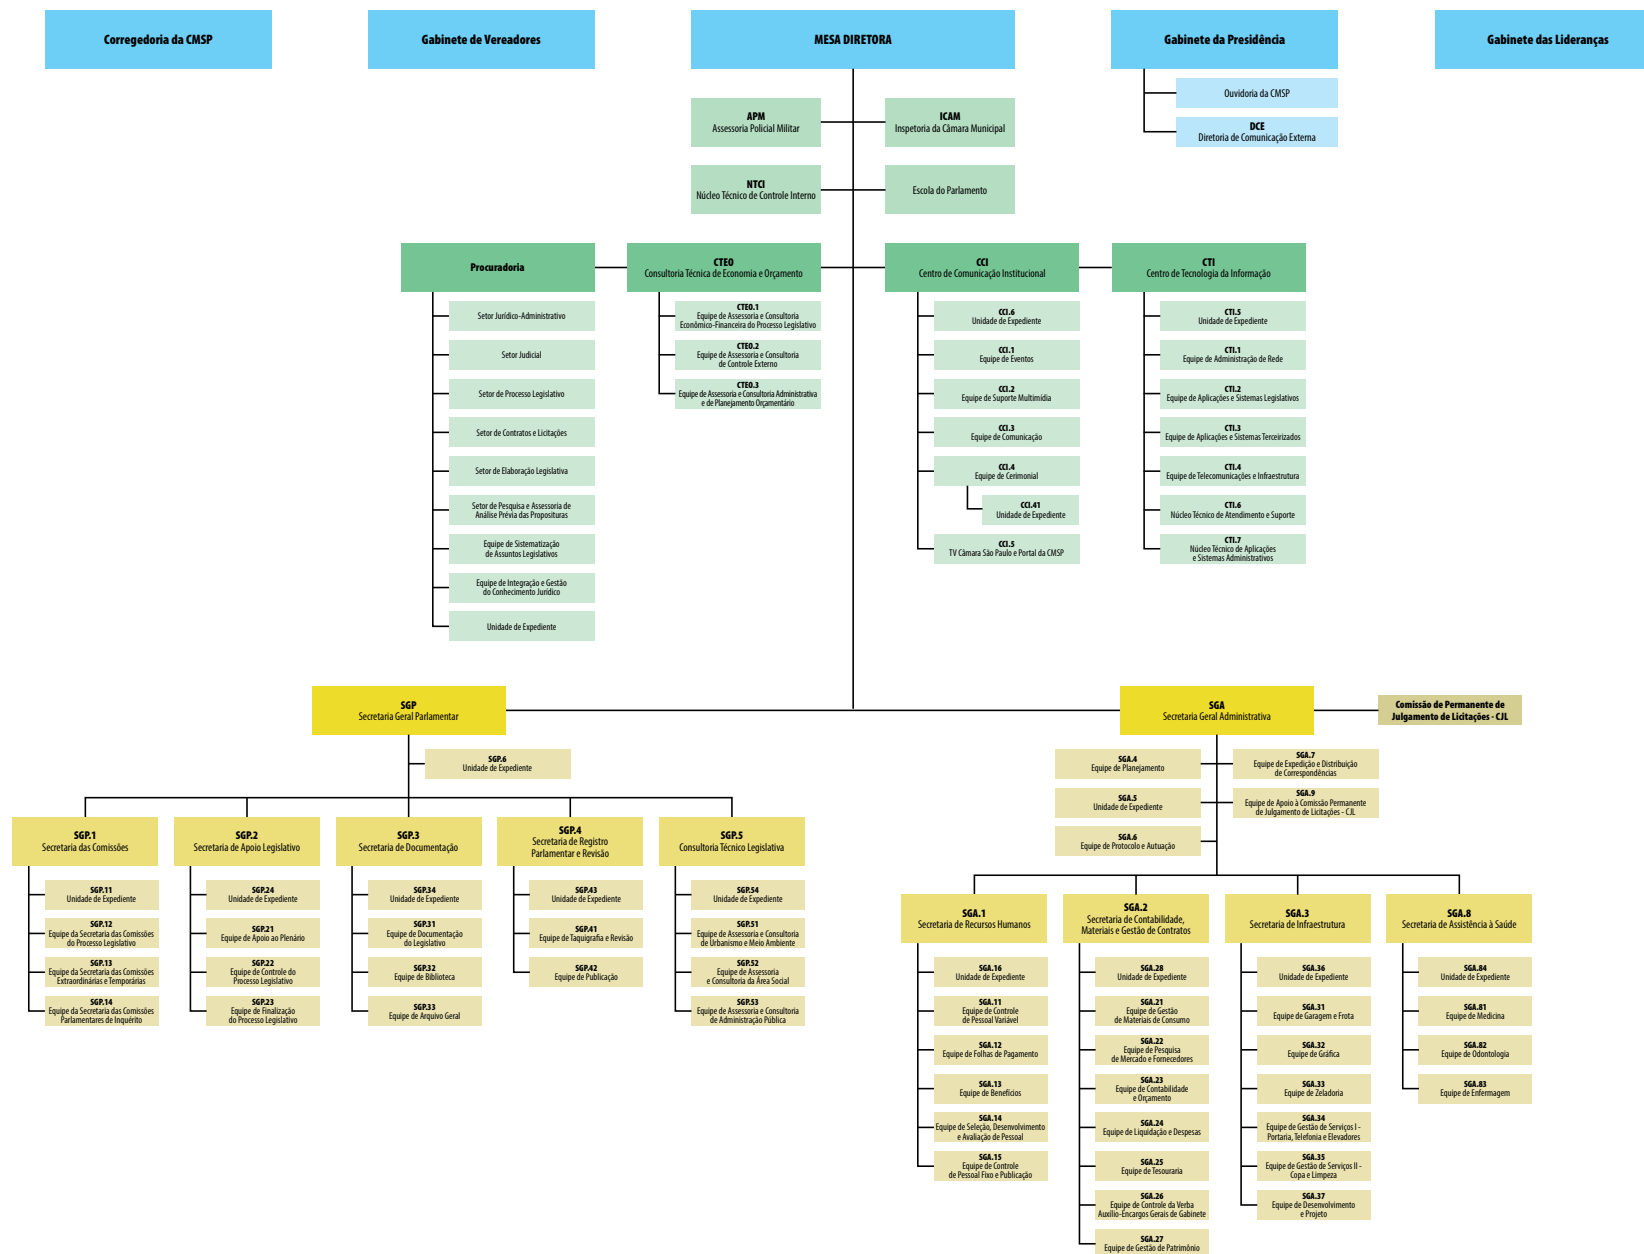 Corregedoria da CMSP
Gabinete de Vereadores
MESA DIRETORA
Gabinete da Presidência
Gabinete das Lideranças
Ouvidoria da CMSP
DCE
Diretoria de Comunicação Externa
APM
Assessoria Policial Militar
ICAM
Inspetoria da Câmara Municipal
NTCI
Núcleo Técnico de Controle Interno
Escola do Parlamento
Procuradoria
CTEO
Consultoria Técnica de Economia e Orçamento
CCI
Centro de Comunicação Institucional
CTI
Centro de Tecnologia da Informação
Setor Jurídico-Administrativo
Setor Judicial
Setor de Processo Legislativo
Setor de Contratos e Licitações
Setor de Elaboração Legislativa
Setor de Pesquisa e Assessoria de
Análise Prévia das Proposituras
Equipe de Sistematização
de Assuntos Legislativos
Equipe de Integração e Gestão
do Conhecimento Jurídico
Unidade de Expediente
CTEO.1
Equipe de Assessoria e Consultoria
Econômico-Financeira do Processo Legislativo
CTEO.2
Equipe de Assessoria e Consultoria
de Controle Externo
CTEO.3
Equipe de Assessoria e Consultoria Administrativa
e de Planejamento Orçamentário
CCI.6
Unidade de Expediente
CCI.1
Equipe de Eventos
CCI.2
Equipe de Suporte Multimídia
CCI.3
Equipe de Comunicação
CCI.4
Equipe de Cerimonial
CCI.41
Unidade de Expediente
CCI.5
TV Câmara São Paulo e Portal da CMSP
CTI.5
Unidade de Expediente
CTI.1
Equipe de Administração de Rede
CTI.2
Equipe de Aplicações e Sistemas Legislativos
CTI.3
Equipe de Aplicações e Sistemas Terceirizados
CTI.4
Equipe de Telecomunicações e Infraestrutura
CTI.6
Núcleo Técnico de Atendimento e Suporte
CTI.7
Núcleo Técnico de Aplicações
e Sistemas Administrativos
SGP
Secretaria Geral Parlamentar
SGA
Secretaria Geral Administrativa
Comissão de Permanente de
Julgamento de Licitações - CJL
SGP.6
Unidade de Expediente
SGP.1
Secretaria das Comissões
SGP.2
Secretaria de Apoio Legislativo
SGP.3
Secretaria de Documentação
SGP.4
Secretaria de Registro
Parlamentar e Revisão
SGP.5
Consultoria Técnico Legislativa
SGP.11
Unidade de Expediente
SGP.12
Equipe da Secretaria das Comissões
do Processo Legislativo
SGP.13
Equipe da Secretaria das Comissões
Extraordinárias e Temporárias
SGP.14
Equipe da Secretaria das Comissões
Parlamentares de Inquérito
SGP.24
Unidade de Expediente
SGP.21
Equipe de Apoio ao Plenário
SGP.22
Equipe de Controle do
Processo Legislativo
SGP.23
Equipe de Finalização
do Processo Legislativo
SGP.34
Unidade de Expediente
SGP.31
Equipe de Documentação
do Legislativo
SGP.32
Equipe de Biblioteca
SGP.33
Equipe de Arquivo Geral
SGP.43
Unidade de Expediente
SGP.41
Equipe de Taquigrafia e Revisão
SGP.42
Equipe de Publicação
SGP.54
Unidade de Expediente
SGP.51
Equipe de Assessoria e Consultoria
de Urbanismo e Meio Ambiente
SGP.52
Equipe de Assessoria
e Consultoria da Área Social
SGP.53
Equipe de Assessoria e Consultoria
de Administração Pública
SGA.4
Equipe de Planejamento
SGA.7
Equipe de Expedição e Distribuição
de Correspondências
SGA.5
Unidade de Expediente
SGA.9
Equipe de Apoio à Comissão Permanente
de Julgamento de Licitações - CJL
SGA.6
Equipe de Protocolo e Autuação
SGA.1
Secretaria de Recursos Humanos
SGA.2
Secretaria de Contabilidade,
Materiais e Gestão de Contratos
SGA.3
Secretaria de Infraestrutura
SGA.8
Secretaria de Assistência à Saúde
SGA.16
Unidade de Expediente
SGA.11
Equipe de Controle
de Pessoal Variável
SGA.12
Equipe de Folhas de Pagamento
SGA.13
Equipe de Benefícios
SGA.14
Equipe de Seleção, Desenvolvimento
e Avaliação de Pessoal
SGA.15
Equipe de Controle
de Pessoal Fixo e Publicação
SGA.28
Unidade de Expediente
SGA.21
Equipe de Gestão
de Materiais de Consumo
SGA.22
Equipe de Pesquisa
de Mercado e Fornecedores
SGA.23
Equipe de Contabilidade
e Orçamento
SGA.24
Equipe de Liquidação e Despesas
SGA.25
Equipe de Tesouraria
SGA.26
Equipe de Controle da Verba
Auxílio-Encargos Gerais de Gabinete
SGA.27
Equipe de Gestão de Patrimônio
SGA.36
Unidade de Expediente
SGA.31
Equipe de Garagem e Frota
SGA.32
Equipe de Gráfica
SGA.33
Equipe de Zeladoria
SGA.34
Equipe de Gestão de Serviços I -
Portaria, Telefonia e Elevadores
SGA.35
Equipe de Gestão de Serviços II -
Copa e Limpeza
SGA.37
Equipe de Desenvolvimento
e Projeto
SGA.84
Unidade de Expediente
SGA.81
Equipe de Medicina
SGA.82
Equipe de Odontologia
SGA.83
Equipe de Enfermagem